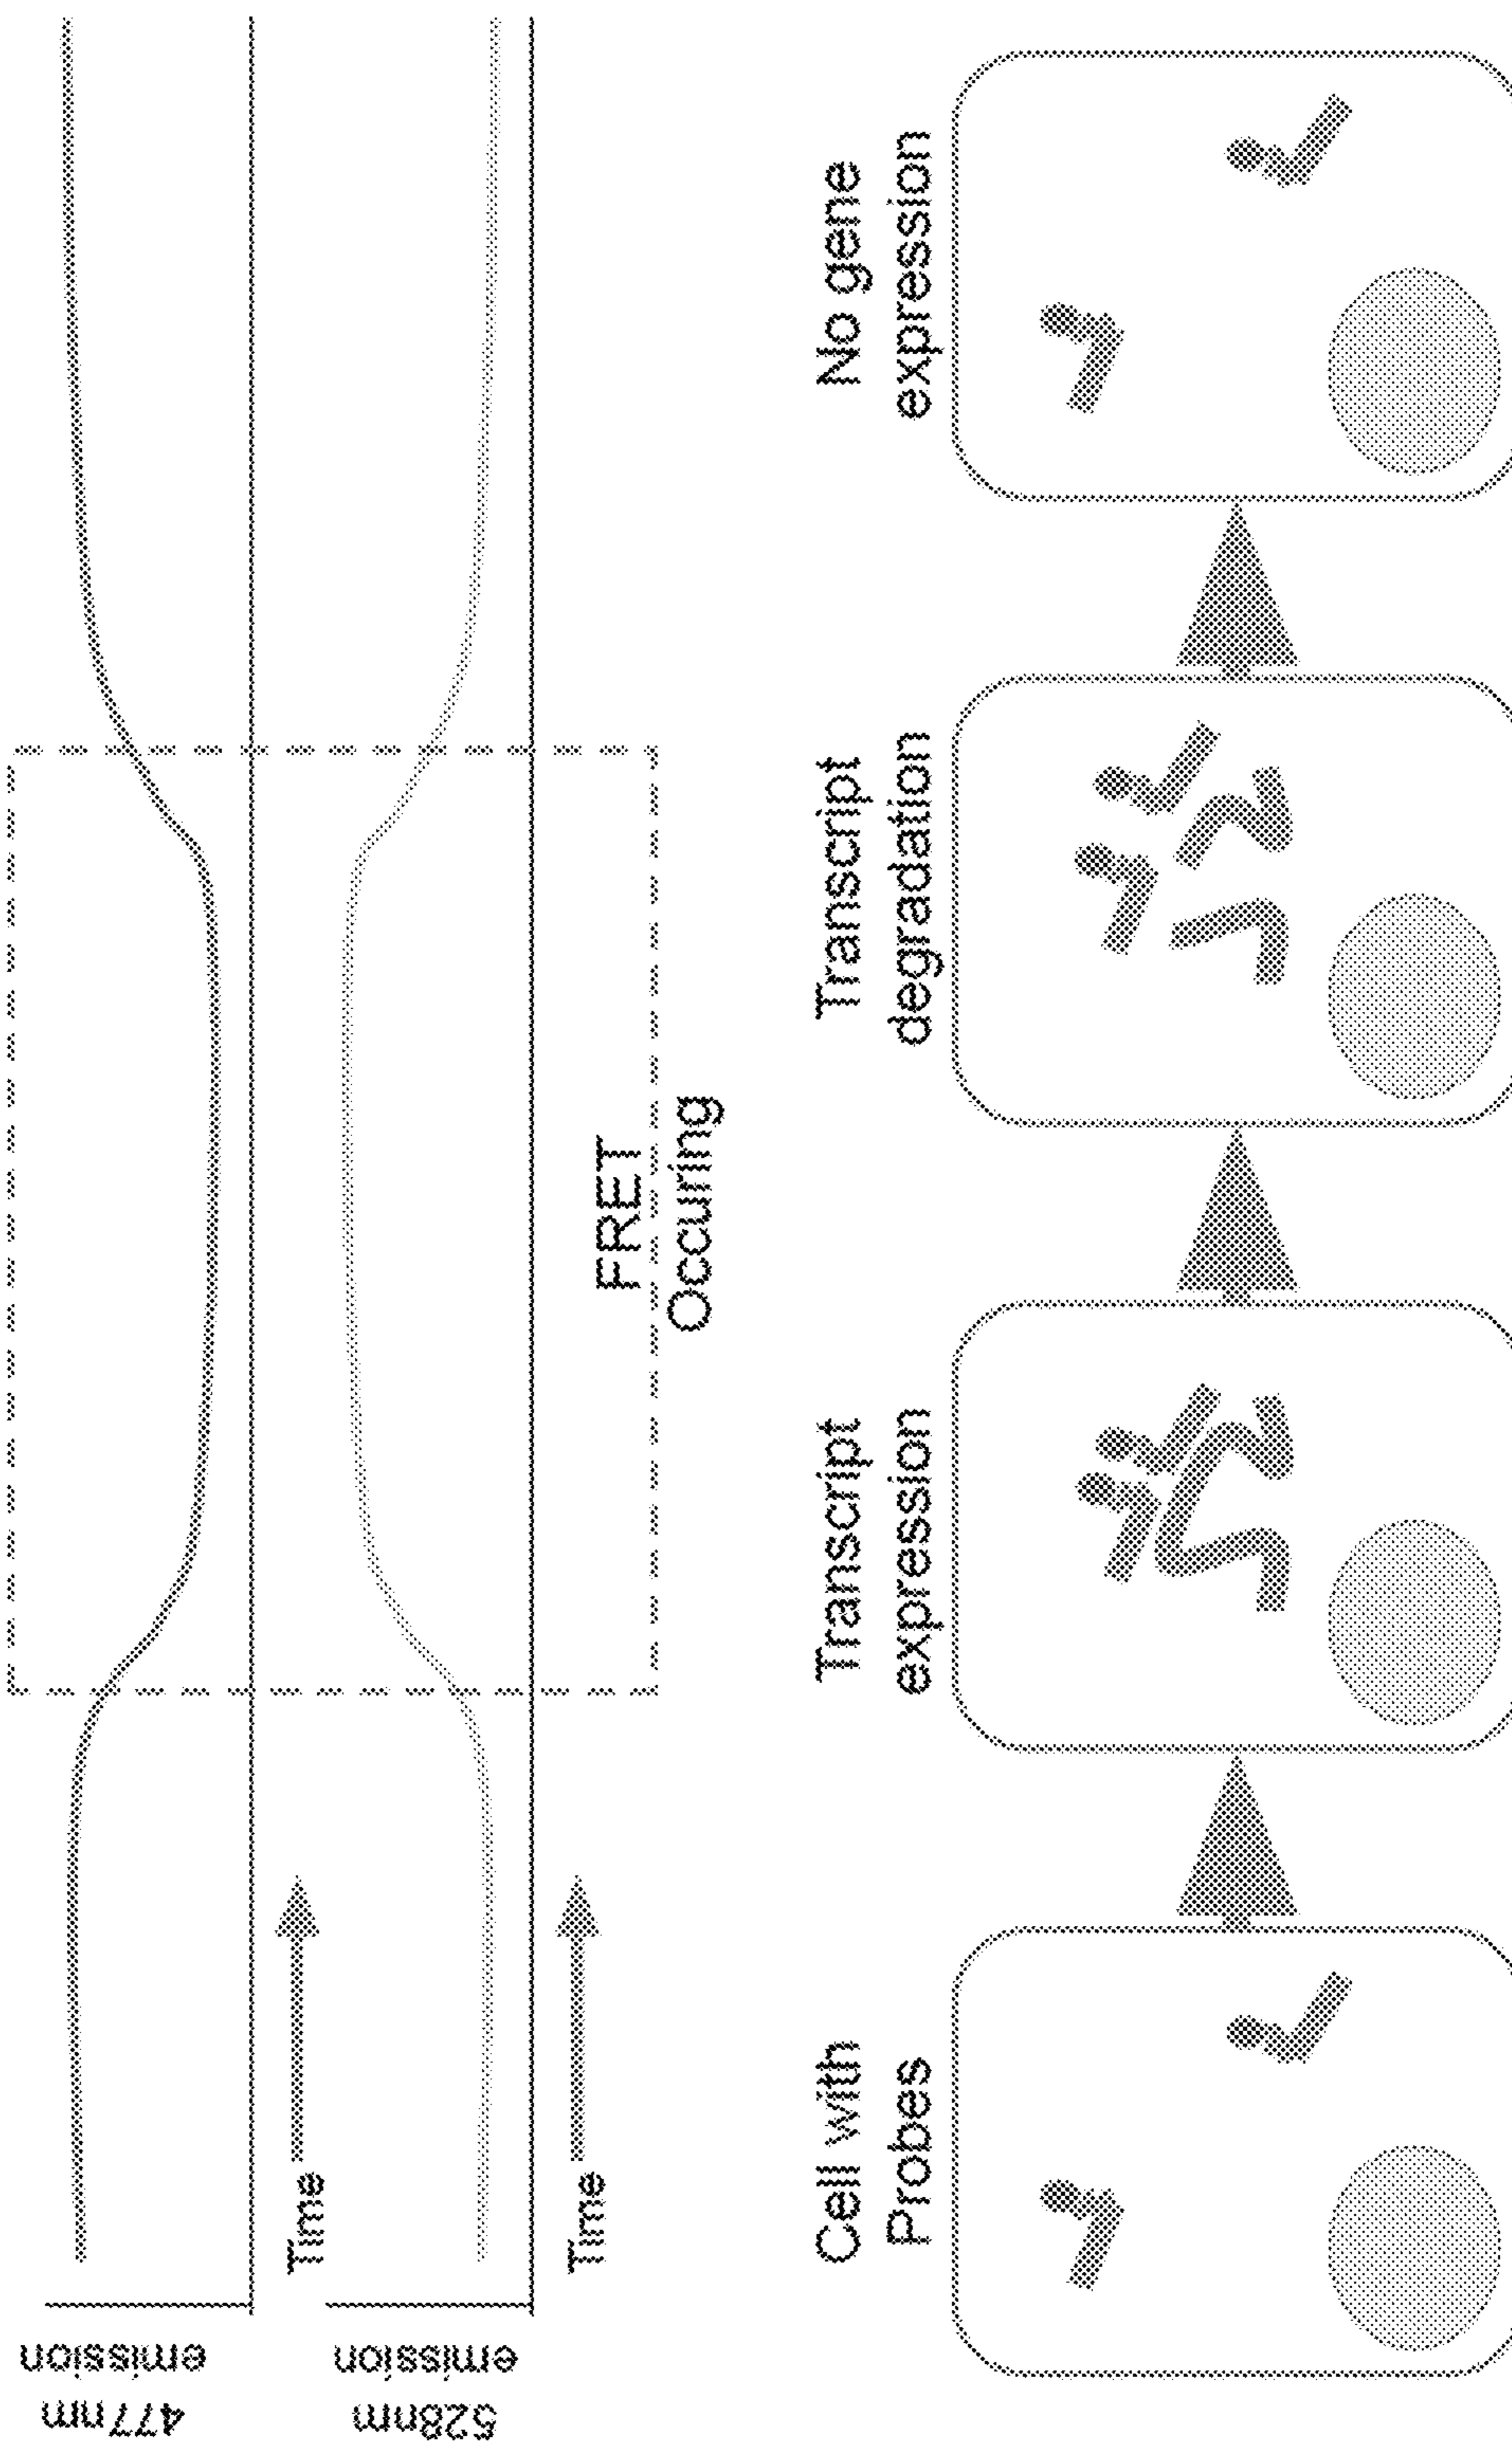 477nm
emission
Time
528nm
emission
Time
FRET
Occuring
Cell with
Probes
Transcript
expression
Transcript
degradation
No gene
expression